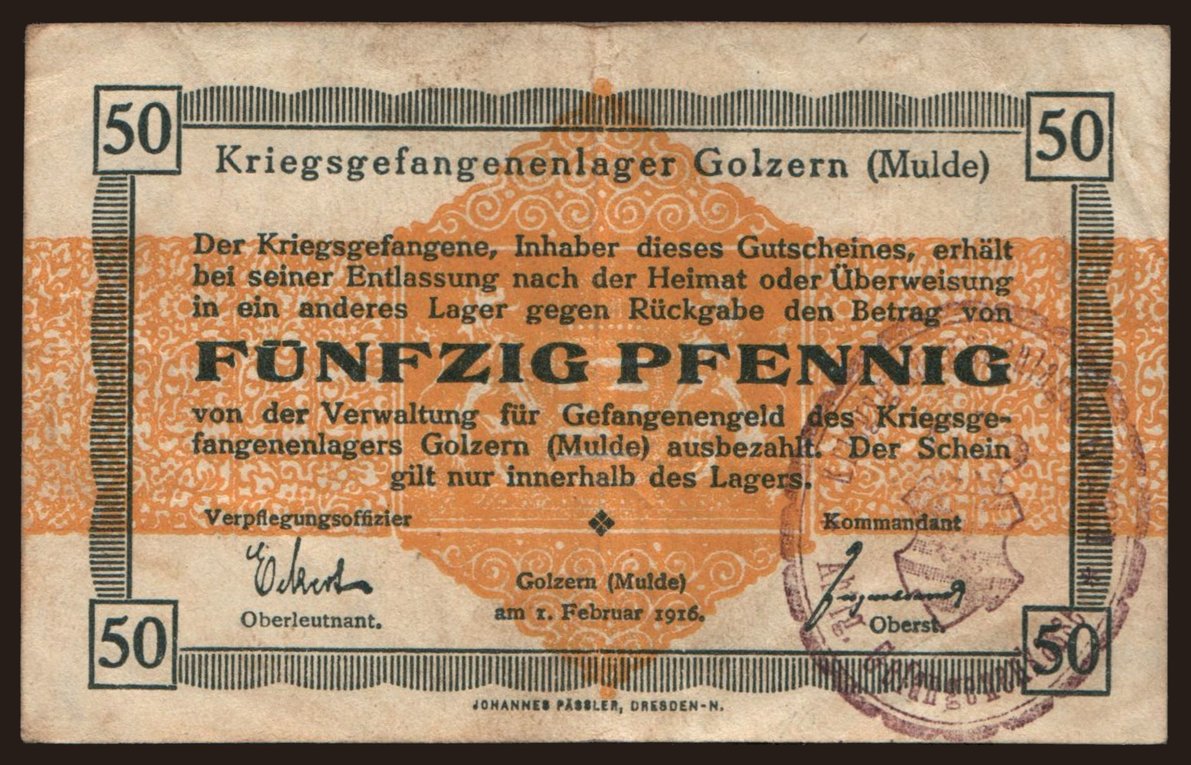 50
50
Kriegsgefangenenlager Golzern (Mulde)
Der Kriegsgefangene, Inhaber dieses Gutscheines, erhält
bei seiner Entlassung nach der Heimat oder Überweisung
in ein anderes Lager gegen Rückgabe den Betrag von
FÜNFZIG PFENNIG
von der Verwaltung für Gefangenengeld des Kriegsge-
fangenenlagers Golzern (Mulde) ausbezahlt. Der Schein
gilt nur innerhalb des Lagers.
Verpflegungsoffizier
Kommandant
Eckert
Golzern (Mulde)
am 1. Februar 1916.
Oberleutnant.
Oberst.
50
50
JOHANNES PÄSSLER, DRESDEN-N.